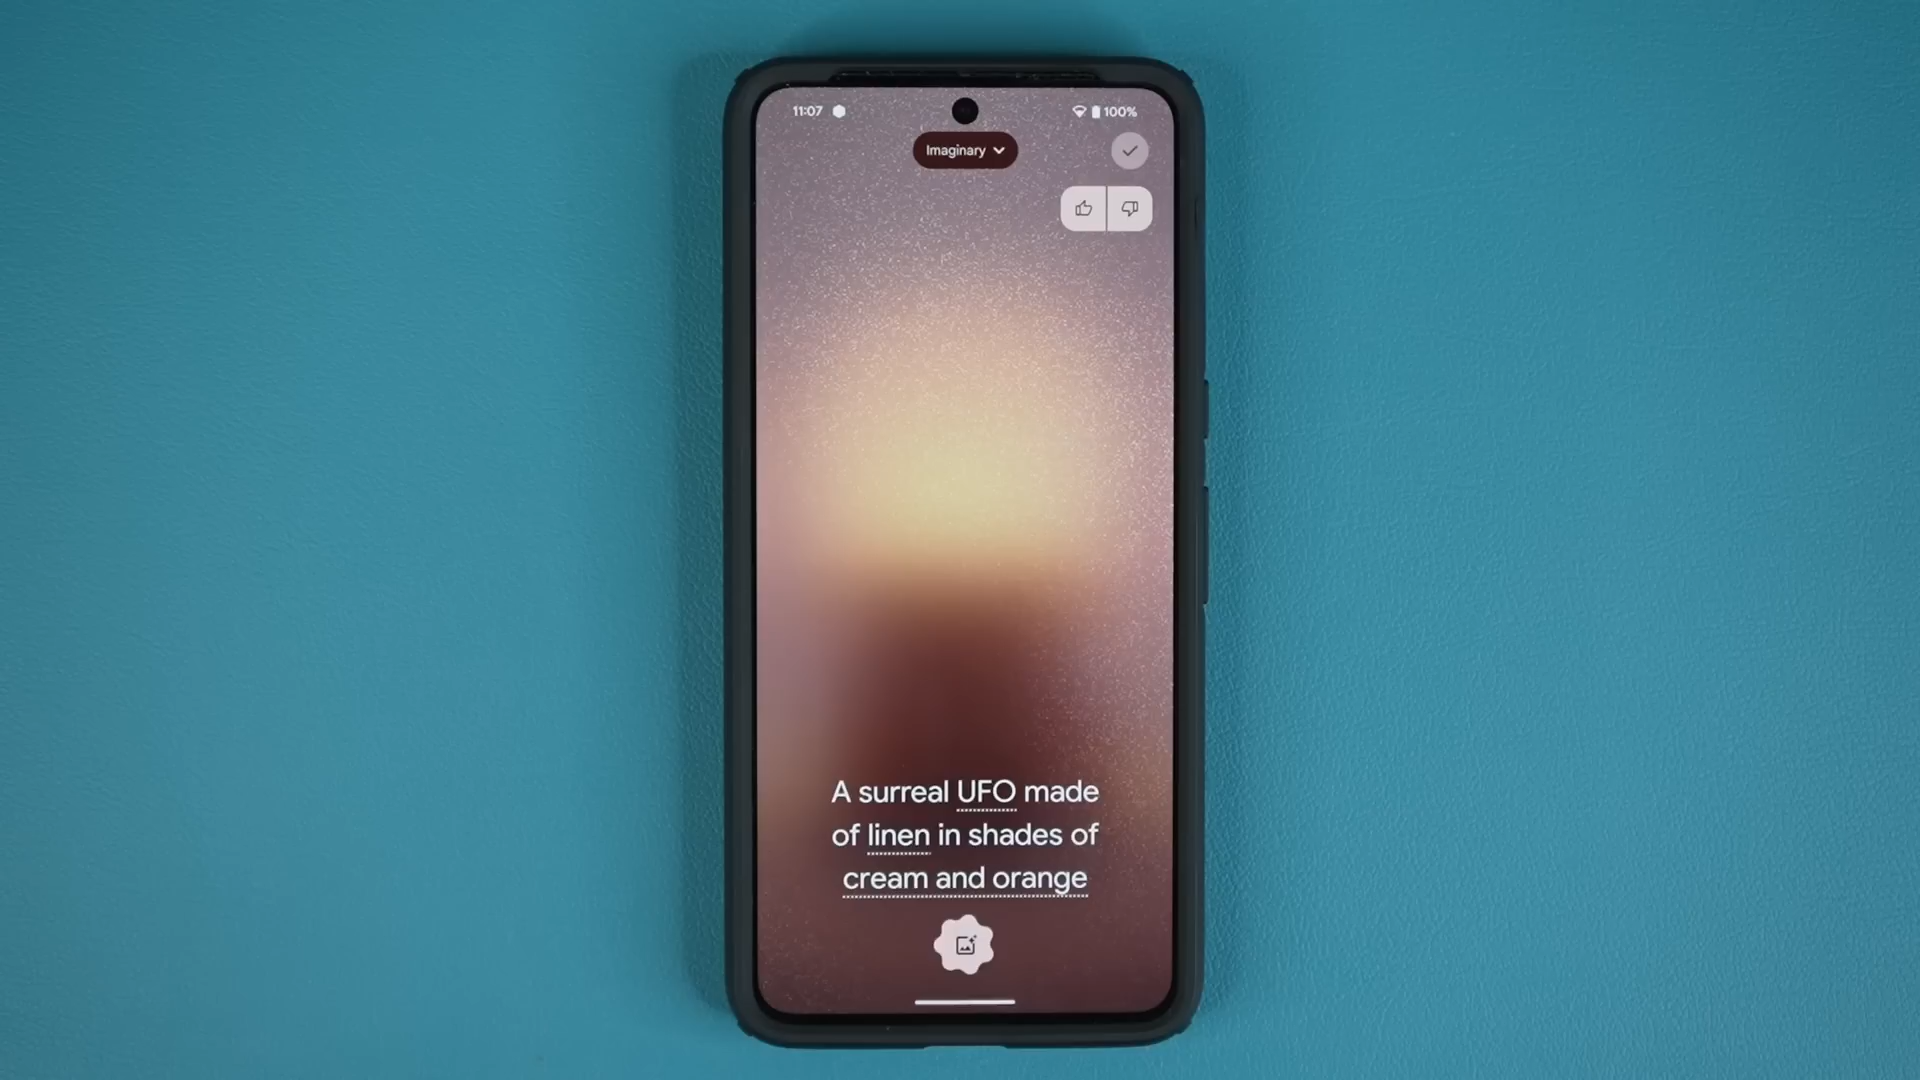 11:07 100%
Imaginary
A surreal UFO made
of linen in shades of
cream and orange